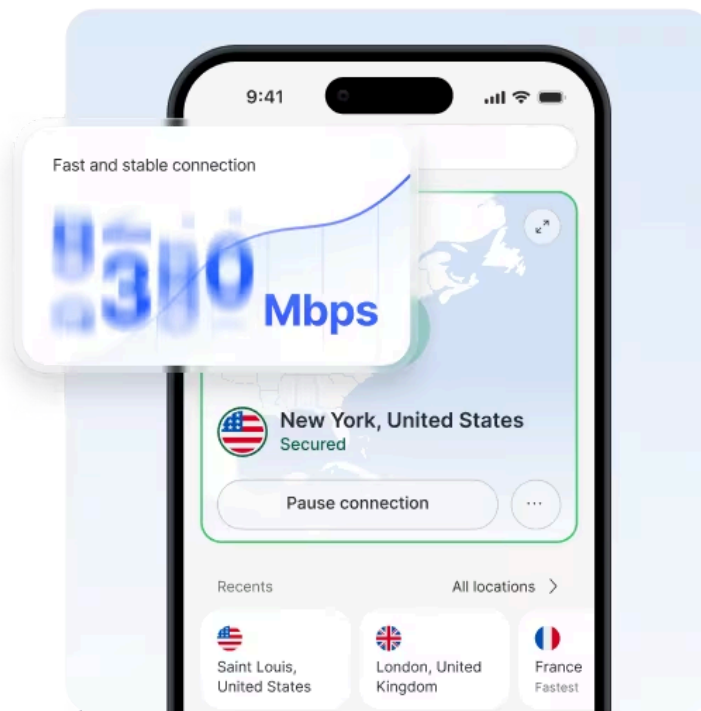 9:41
Fast and stable connection
Mbps
New York, United States
Secured
Pause connection
Recents
All locations
Saint Louis,
United States
London, United
Kingdom
France
Fastest